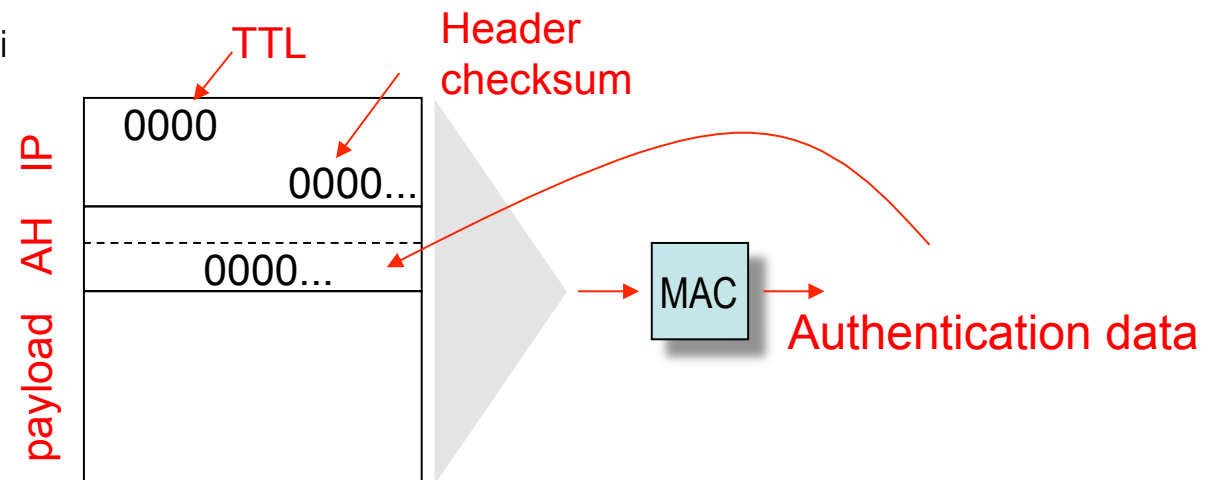 i
TTL
Header
checksum
IP
0000
0000...
AH
0000...
MAC
Authentication data
payload